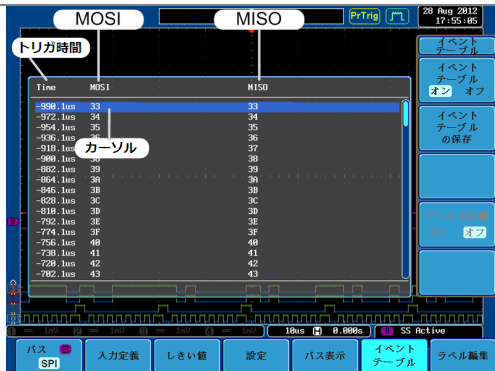 MOSI MISO PrTrig 28 Aug 2012
17:55:05
トリガ時間
イベント
テーブル
Time MOSI MISO
イベント
テーブル
オン オフ
-990.1us 33 33
-972.1us 34 34
-954.1us 35 35
-936.1us 36 36
-918.1us 37
カーソル
-900.1us 38 38
-882.1us 39 39
-864.1us 3A 3A
-846.1us 3B 3B
-828.1us 3C 3C
-810.1us 3D 3D
-792.1us 3E 3E
-774.1us 3F 3F
-756.1us 40 40
-738.1us 41 41
-720.1us 42 42
-702.1us 43 43
イベント
テーブル
の保存
オフ
B
1mV 2 1mV 3 1mV 4 1mV 10us H 0.000s B SS Active
バス B
SPI
入力定義
しきい値
設定
バス表示
イベント
テーブル
ラベル編集